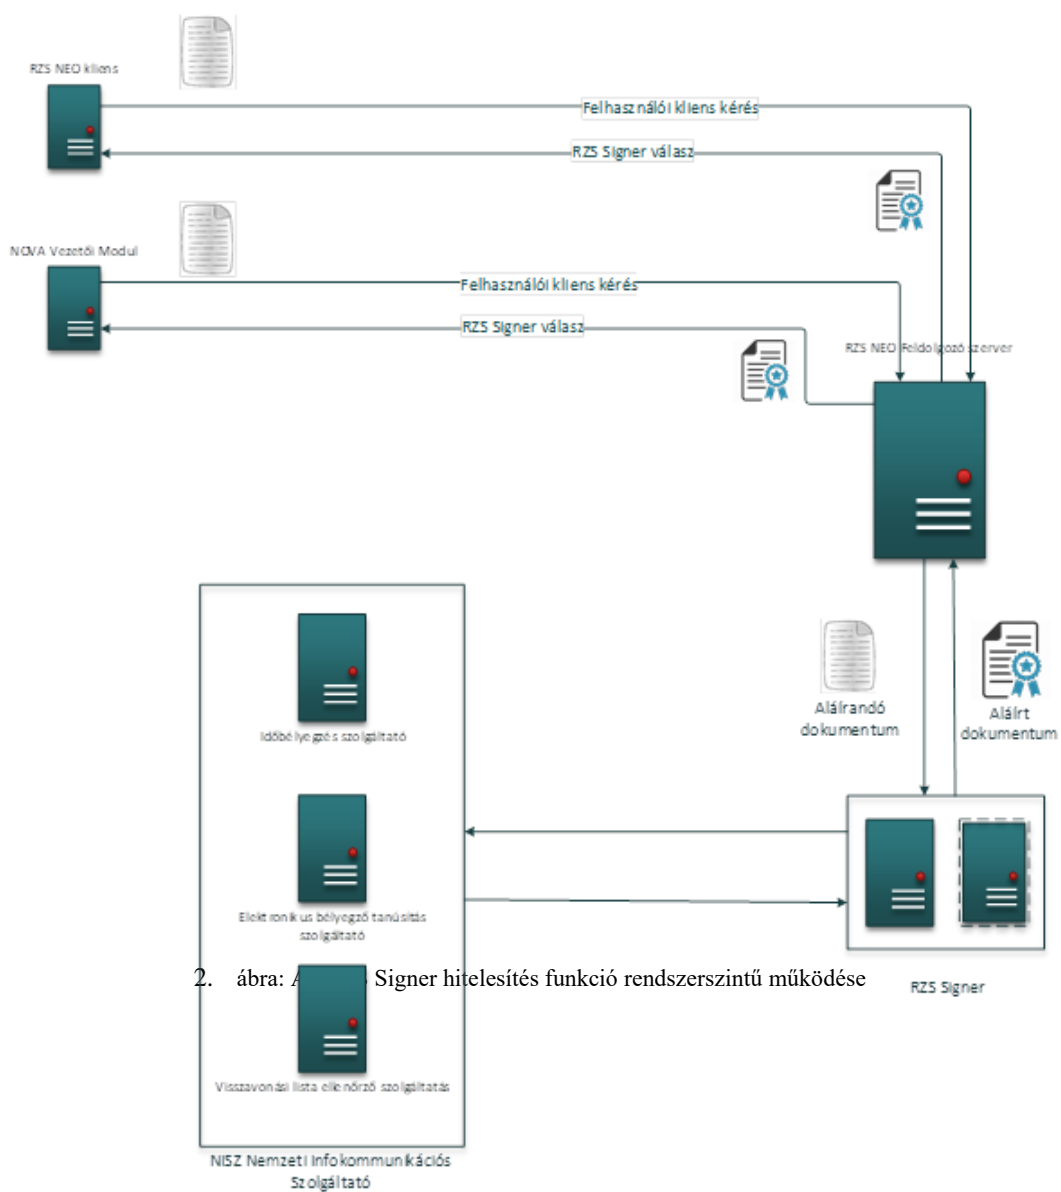 RZS NEO kliens
Felhasználói kliens kérés
RZS Signer válasz
NOVA Vezetői Modul
Felhasználói kliens kérés
RZS Signer válasz
RZS NEO Feldolgozó szerver
Aláírandó
dokumentum
Aláírt
dokumentum
Időbélyegzés szolgáltató
Elektronikus bélyegző tanúsítás
szolgáltató
2. ábra: A Signer hitelesítés funkció rendszerszintű működése
RZS Signer
Visszavonási lista ellenőrző szolgáltatás
NISZ Nemzeti Infokommunikációs
Szolgáltató